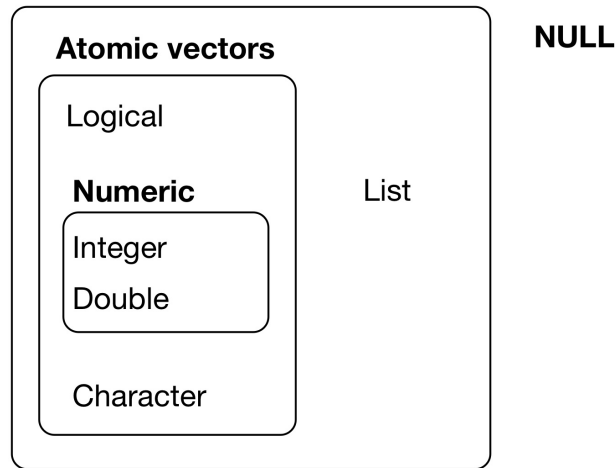 NULL
Atomic vectors
Logical
Numeric
List
Integer
Double
Character